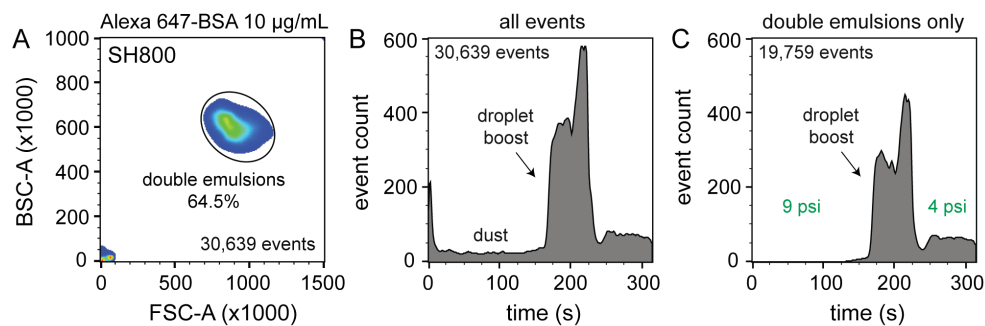 Alexa 647-BSA 10 µg/mL
A
1000
800
600
400
200
0
BSC-A (x1000)
SH800
double emulsions
64.5%
30,639 events
0
500
1000
1500
FSC-A (x1000)
all events
B
600
400
200
0
event count
30,639 events
droplet
boost
dust
0
100
200
300
time (s)
double emulsions only
C
600
400
200
0
event count
19,759 events
droplet
boost
9 psi
4 psi
0
100
200
300
time (s)